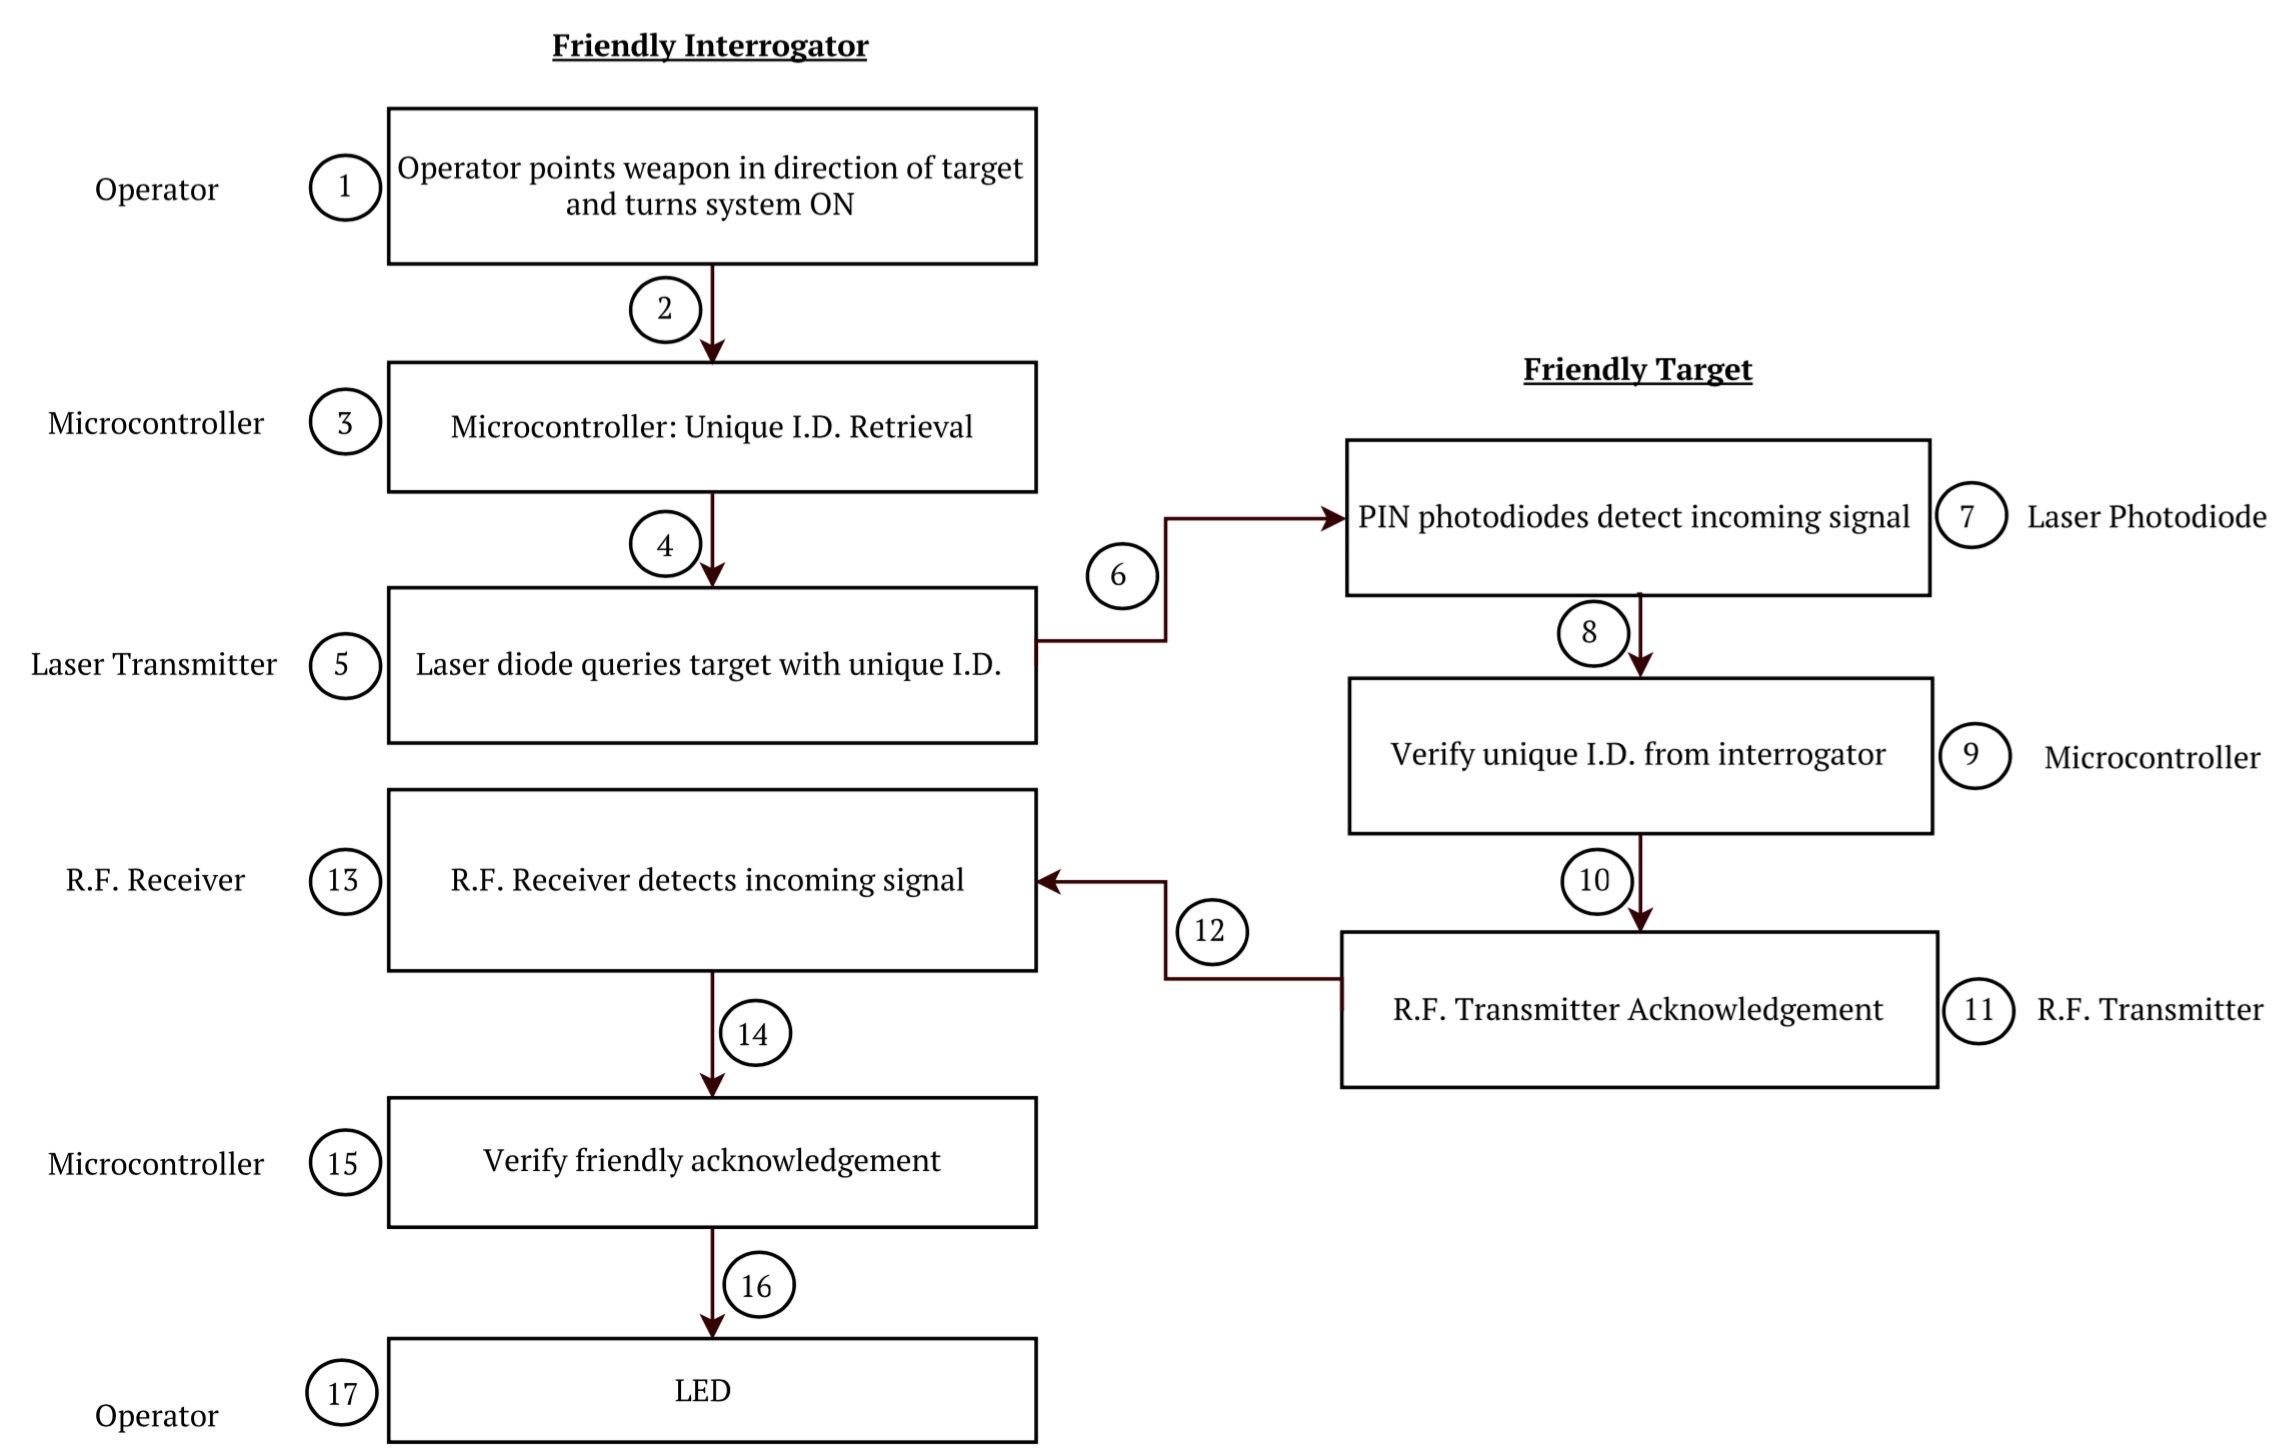 Friendly Interrogator
Operator
1
Operator points weapon in direction of target
and turns system ON
2
Microcontroller
3
Microcontroller: Unique I.D. Retrieval
4
Laser Transmitter
5
Laser diode queries target with unique I.D.
6
Friendly Target
PIN photodiodes detect incoming signal
7
Laser Photodiode
8
Verify unique I.D. from interrogator
9
Microcontroller
10
R.F. Transmitter Acknowledgement
11
R.F. Transmitter
12
R.F. Receiver
13
R.F. Receiver detects incoming signal
14
Microcontroller
15
Verify friendly acknowledgement
16
Operator
17
LED